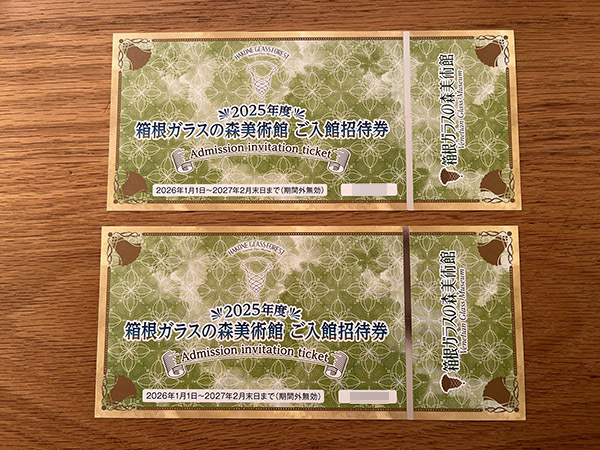 HAKONE GLASS FOREST
2025年度
箱根ガラスの森美術館 ご入館招待券
Admission invitation ticket
2026年1月1日～2027年2月末日まで(期間外無効)
箱根ガラスの森美術館
Venetian Glass Museum
HAKONE GLASS FOREST
2025年度
箱根ガラスの森美術館 ご入館招待券
Admission invitation ticket
2026年1月1日～2027年2月末日まで(期間外無効)
箱根ガラスの森美術館
Venetian Glass Museum